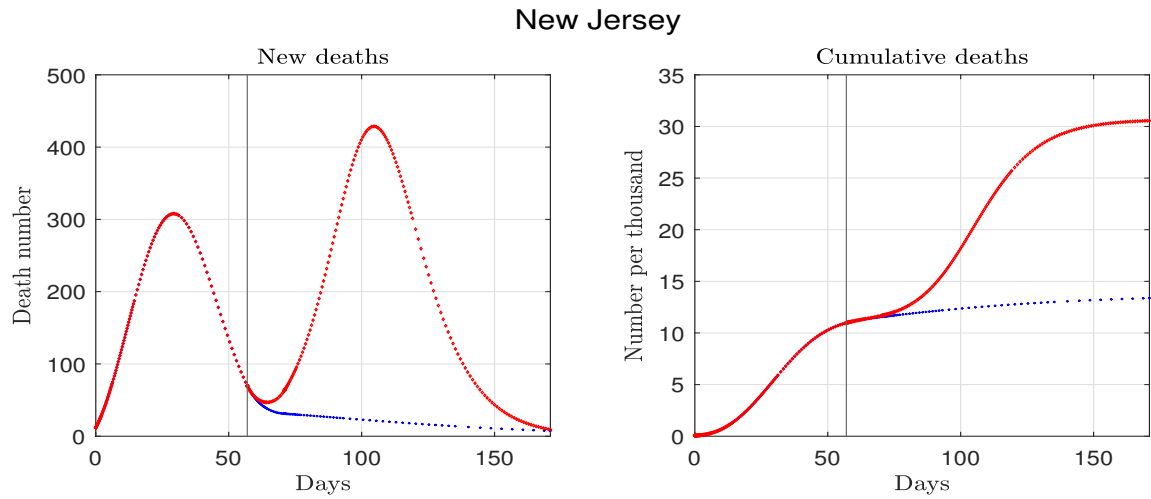 New Jersey
New deaths
Death number
500
400
300
200
100
0
0 50 100 150
Days
Cumulative deaths
Number per thousand
35
30
25
20
15
10
5
0
0 50 100 150
Days